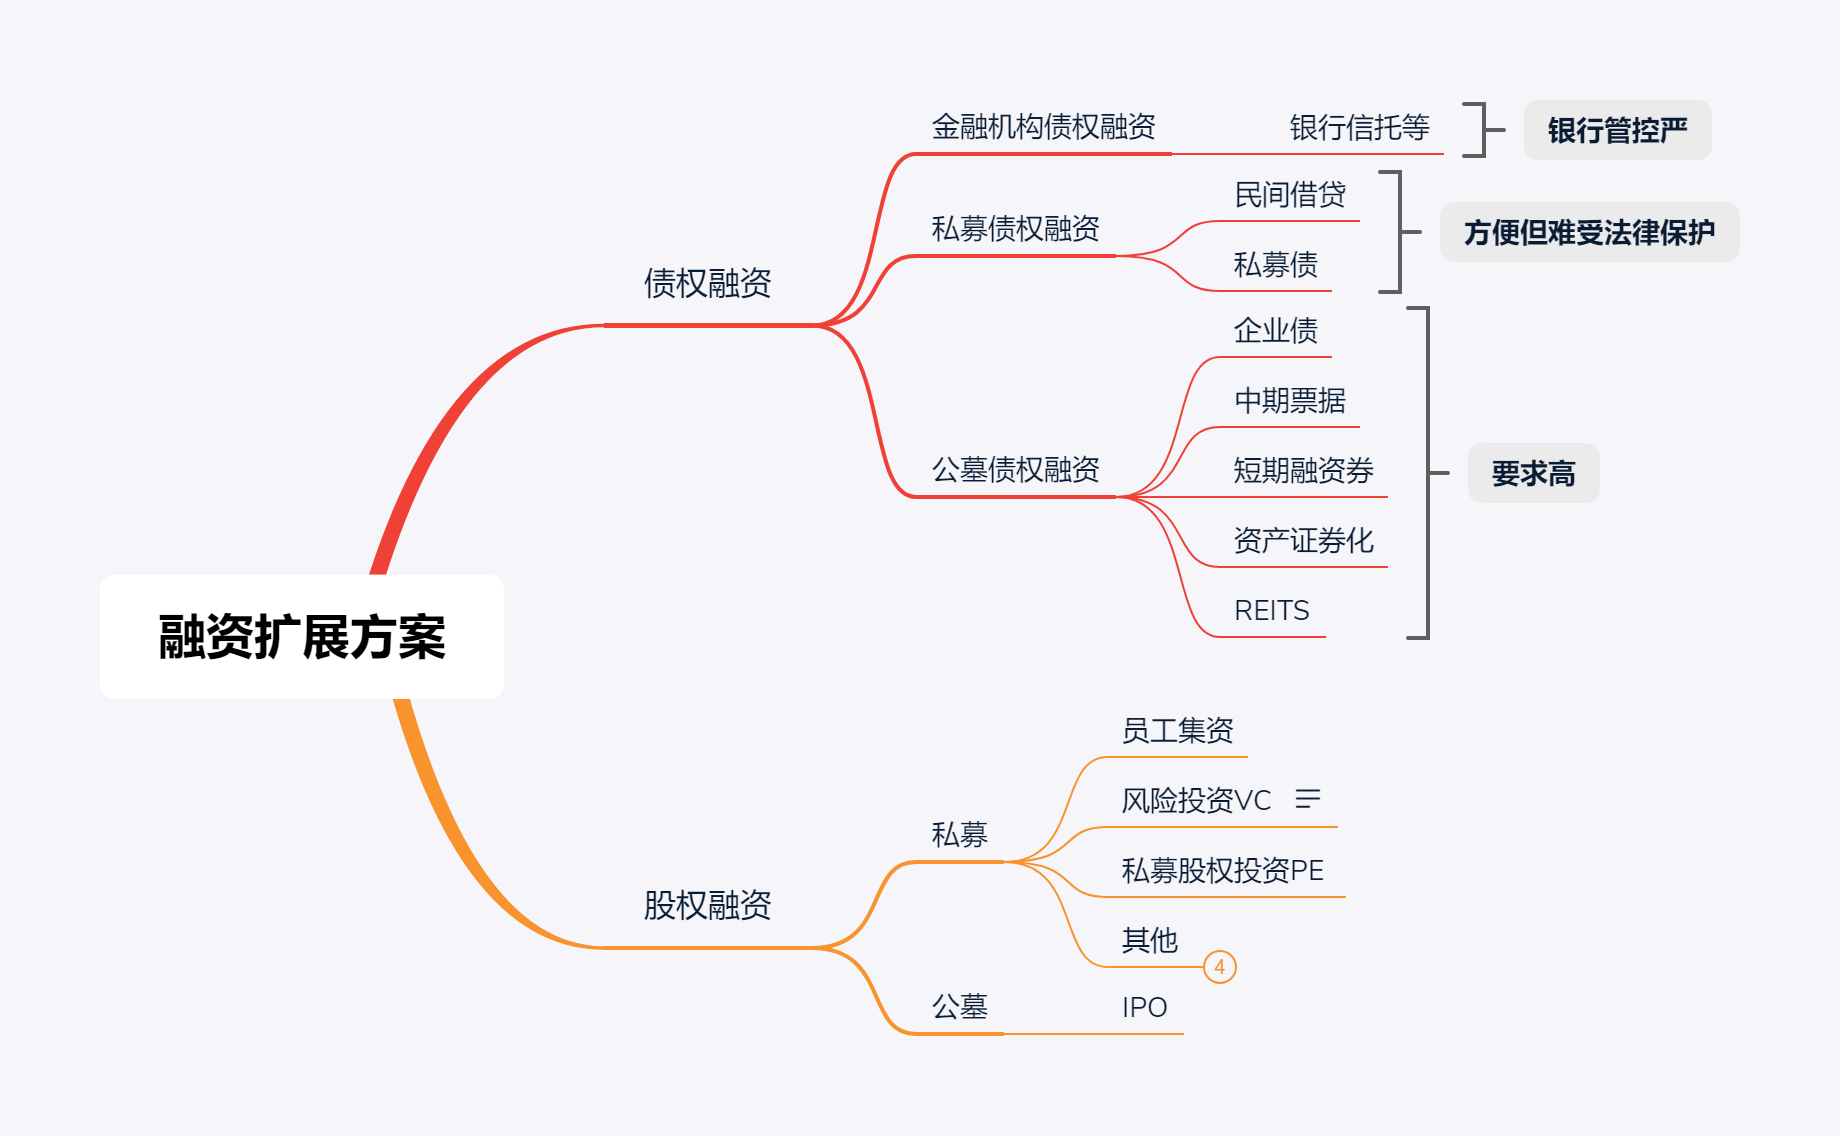 融资扩展方案
债权融资
金融机构债权融资
银行信托等
银行管控严
私募债权融资
民间借贷
私募债
方便但难受法律保护
公墓债权融资
企业债
中期票据
短期融资券
资产证券化
REITS
要求高
股权融资
私募
员工集资
风险投资VC
私募股权投资PE
其他
4
公墓
IPO